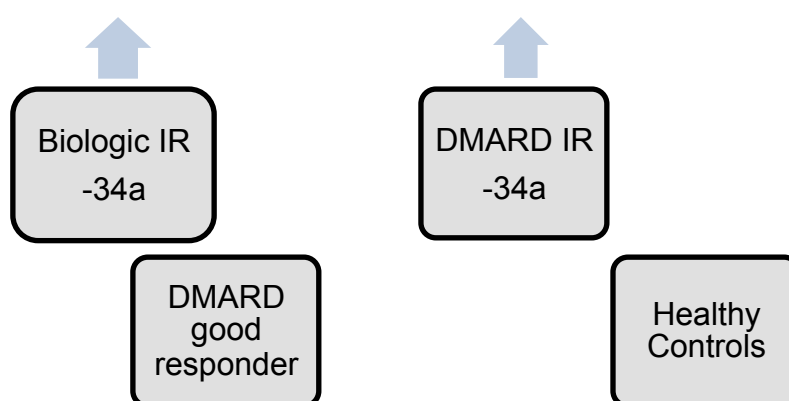 Biologic IR
-34a
DMARD IR
-34a
DMARD
good
responder
Healthy
Controls